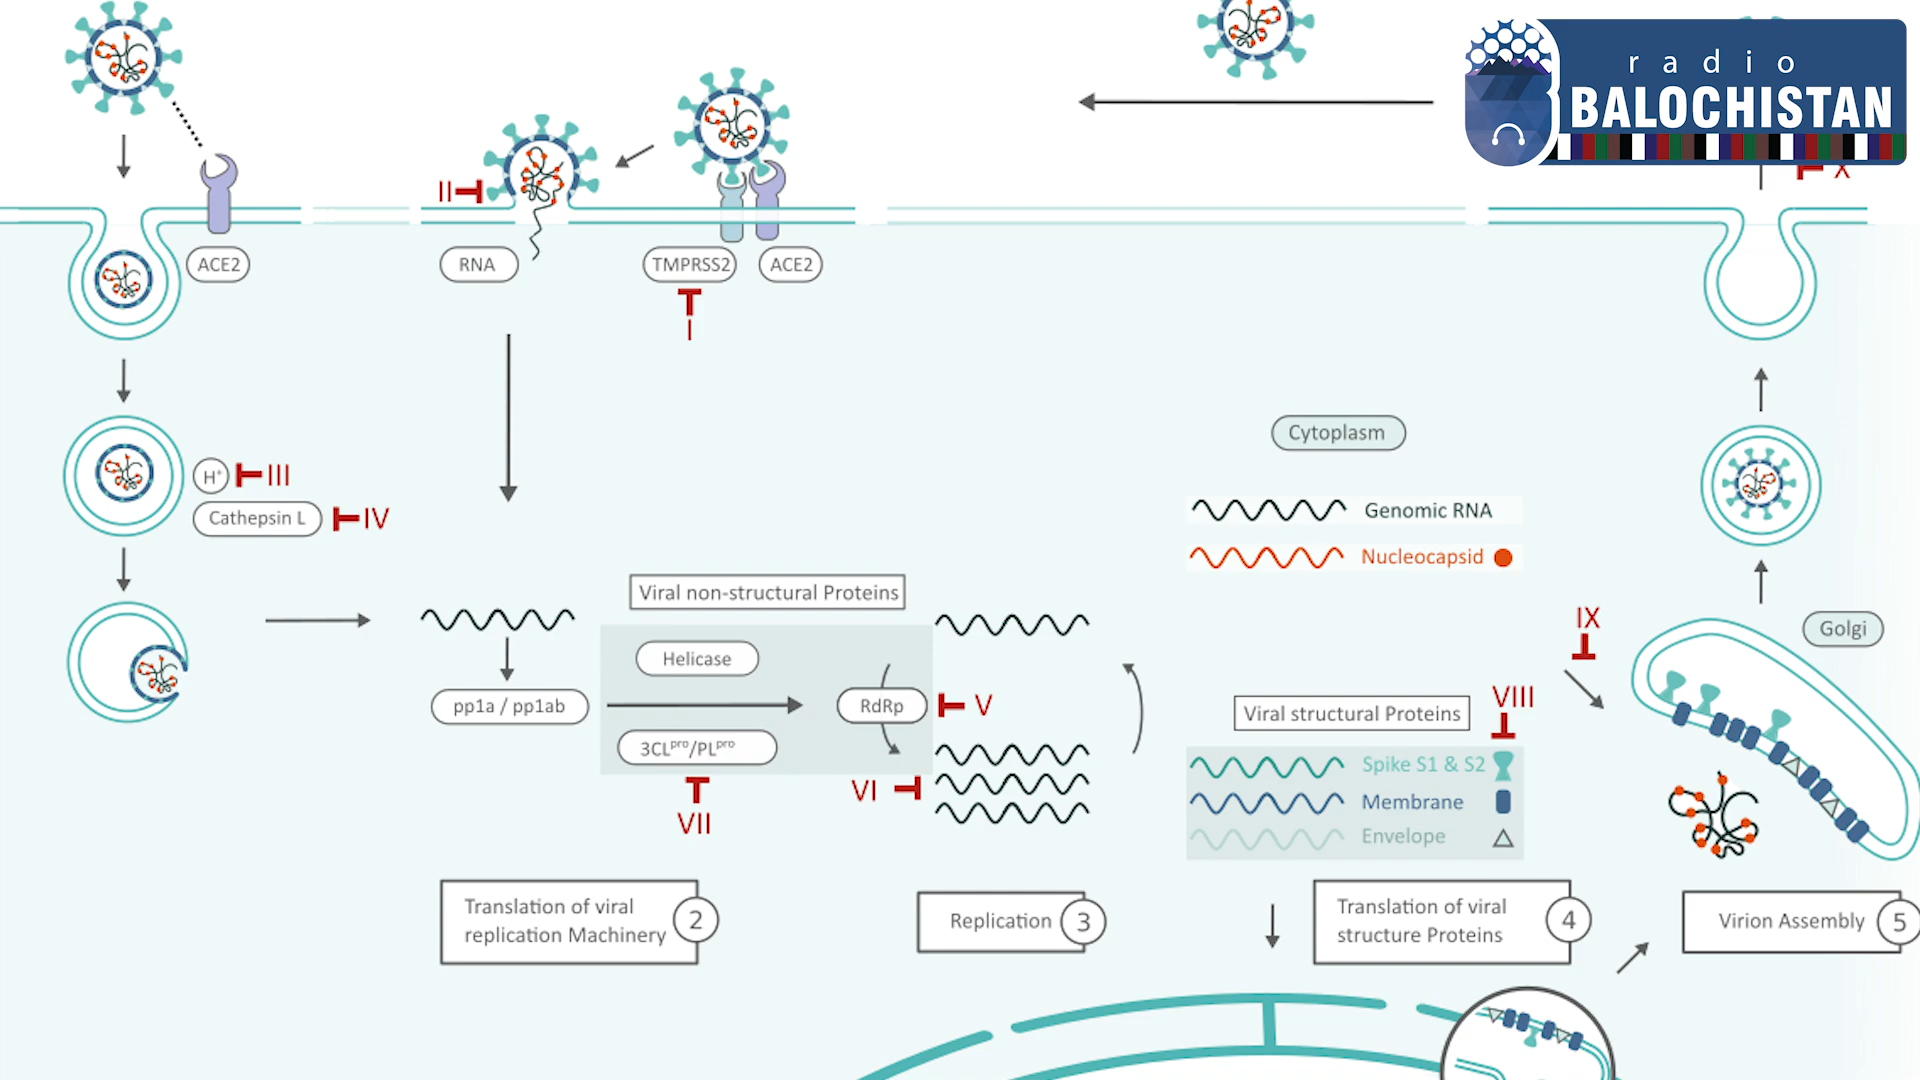 radio
BALOCHISTAN
X
II
RNA
TMPRSS2
ACE2
ACE2
I
Cytoplasm
H+
III
Cathepsin L
IV
Genomic RNA
Nucleocapsid
Viral non-structural Proteins
Helicase
pp1a / pp1ab
RdRp
V
3CLpro/PLpro
VI
VII
IX
Golgi
VIII
Viral structural Proteins
Spike S1 & S2
Membrane
Envelope
Translation of viral
replication Machinery
2
Replication
3
Translation of viral
structure Proteins
4
Virion Assembly
5